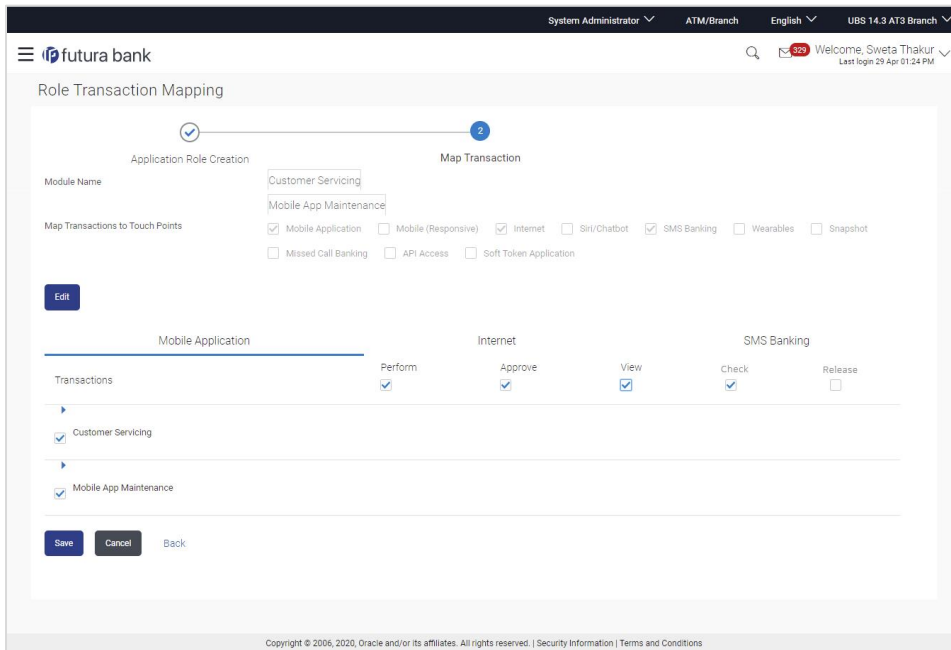 System Administrator ATM/Branch English UBS 14.3 AT3 Branch
futura bank 329 Welcome, Sweta Thakur
Last login 29 Apr 01:24 PM
Role Transaction Mapping
2
Application Role Creation Map Transaction
Module Name Customer Servicing
Mobile App Maintenance
Map Transactions to Touch Points Mobile Application Mobile (Responsive) Internet Siri/Chatbot SMS Banking Wearables Snapshot
Missed Call Banking API Access Soft Token Application
Edit
Mobile Application Internet SMS Banking
Transactions Perform Approve View Check Release
Customer Servicing
Mobile App Maintenance
Save Cancel Back
Copyright © 2006, 2020, Oracle and/or its affiliates. All rights reserved. | Security Information | Terms and Conditions